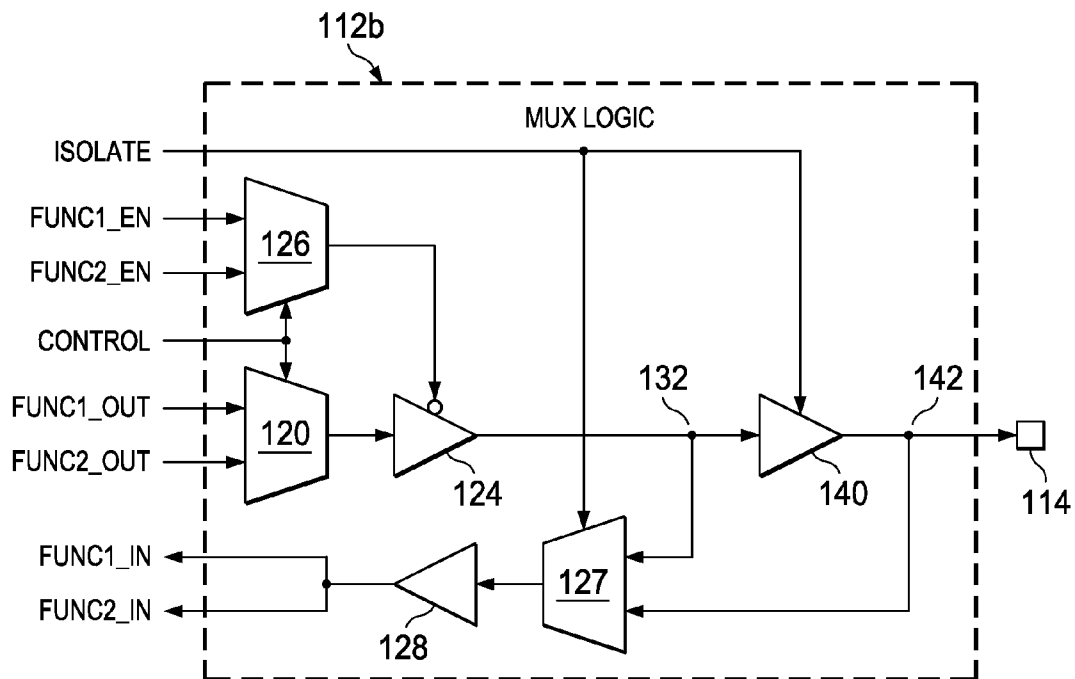 112b
MUX LOGIC
ISOLATE
FUNC1_EN
126
FUNC2_EN
CONTROL
132
142
FUNC1_OUT
120
FUNC2_OUT
124
140
114
FUNC1_IN
127
FUNC2_IN
128